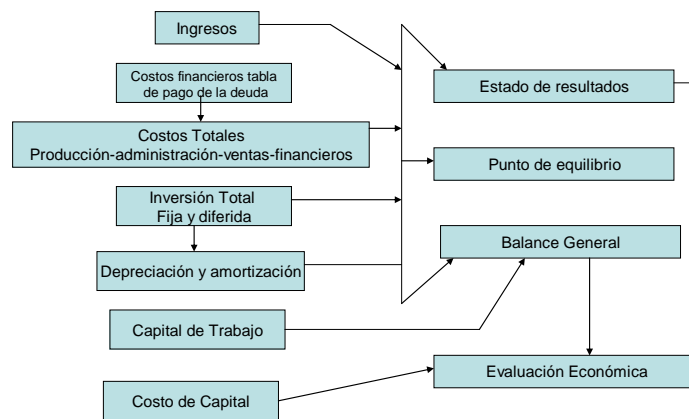 Ingresos
Costos financieros tabla
de pago de la deuda
Estado de resultados
Costos Totales
Producción-administración-ventas-financieros
Punto de equilibrio
Inversión Total
Fija y diferida
Balance General
Depreciación y amortización
Capital de Trabajo
Evaluación Económica
Costo de Capital